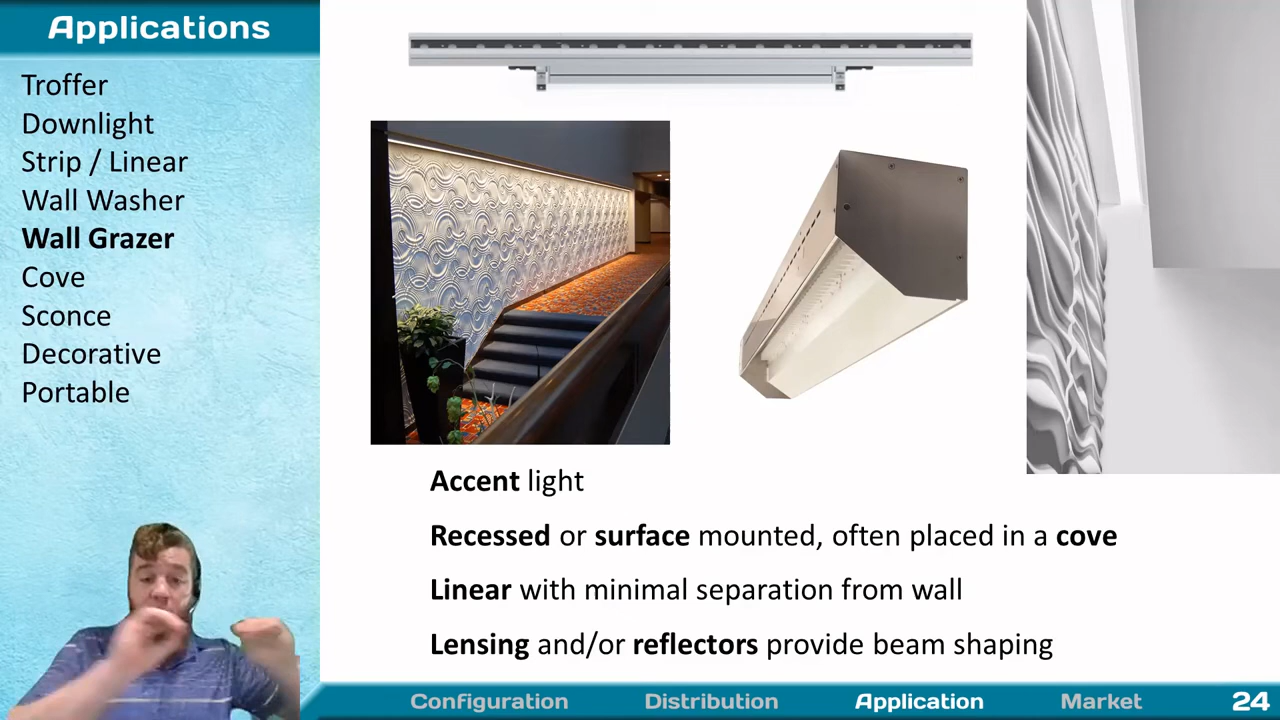 Applications
Troffer
Downlight
Strip / Linear
Wall Washer
Wall Grazer
Cove
Sconce
Decorative
Portable
Accent light
Recessed or surface mounted, often placed in a cove
Linear with minimal separation from wall
Lensing and/or reflectors provide beam shaping
Configuration Distribution Application Market 24